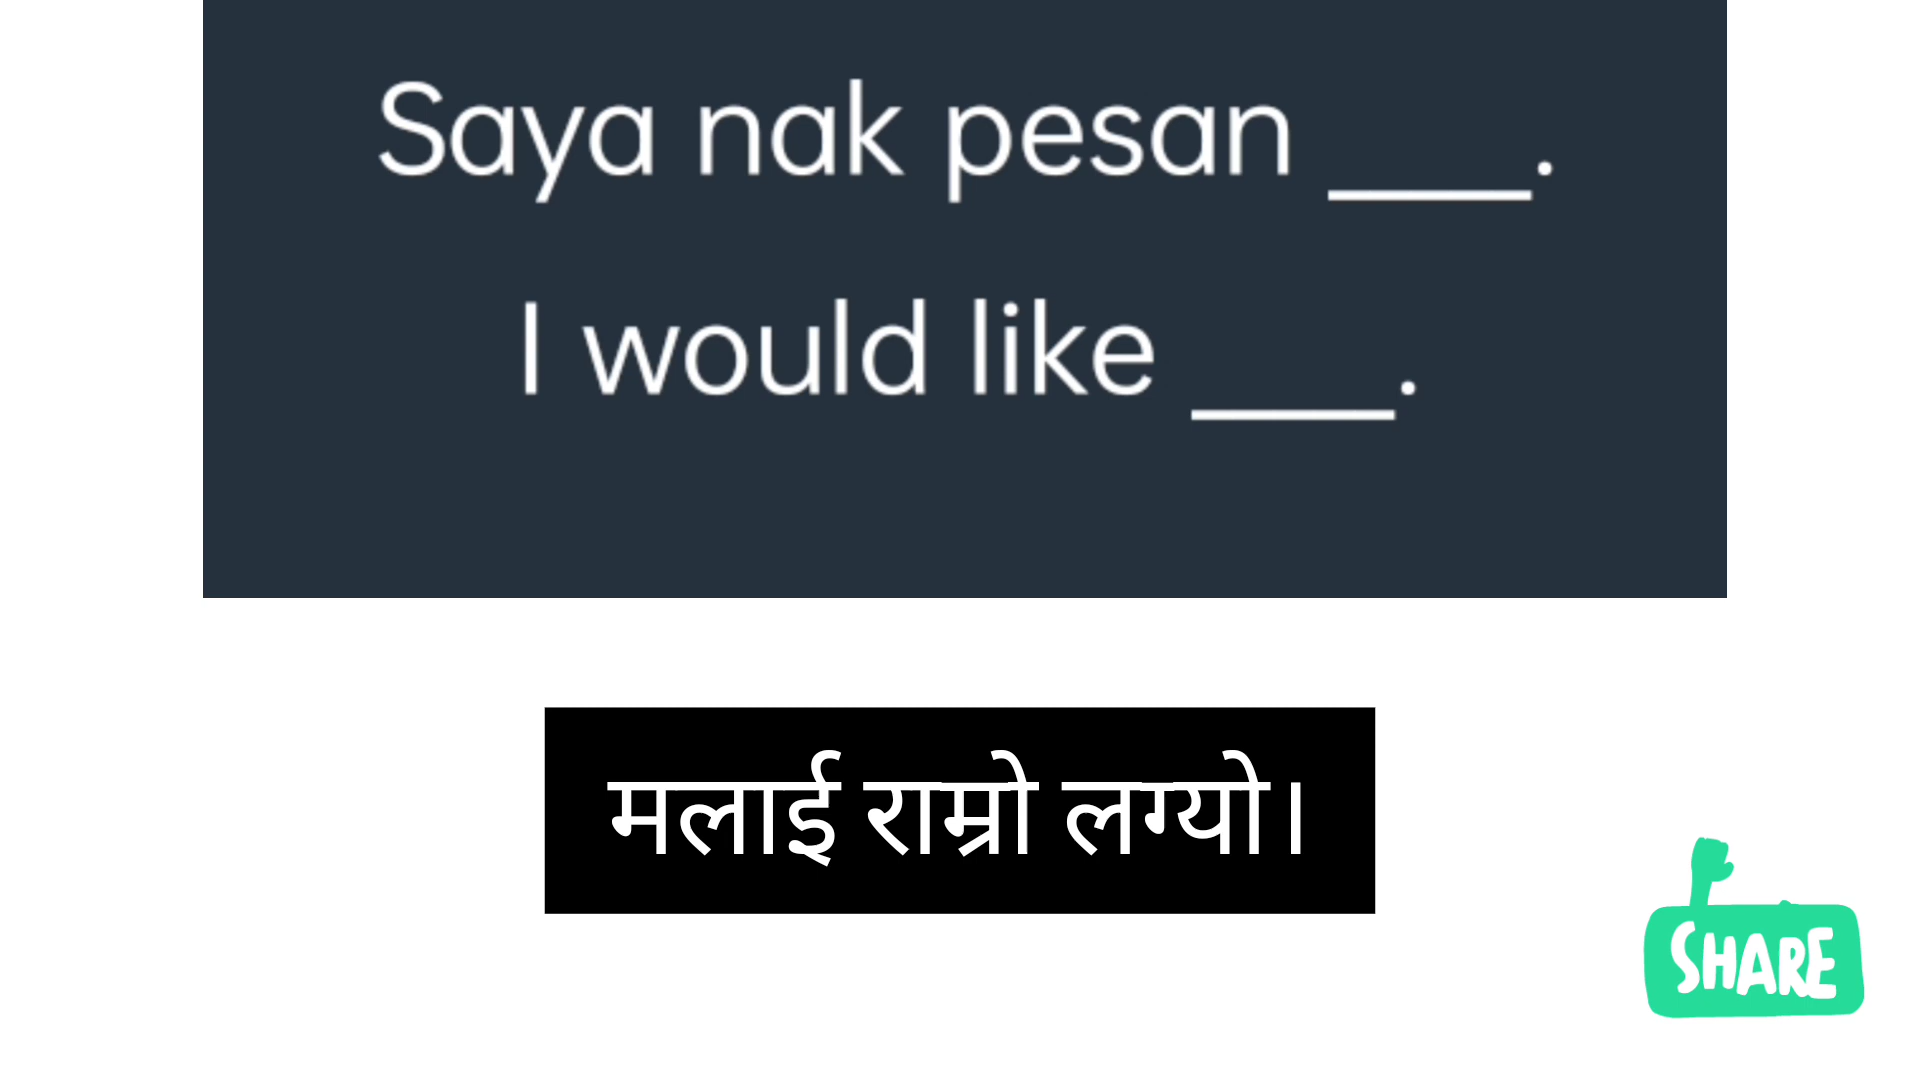 Saya nak pesan ___.
I would like ___.
मलाई राम्रो लग्यो।
SHARE